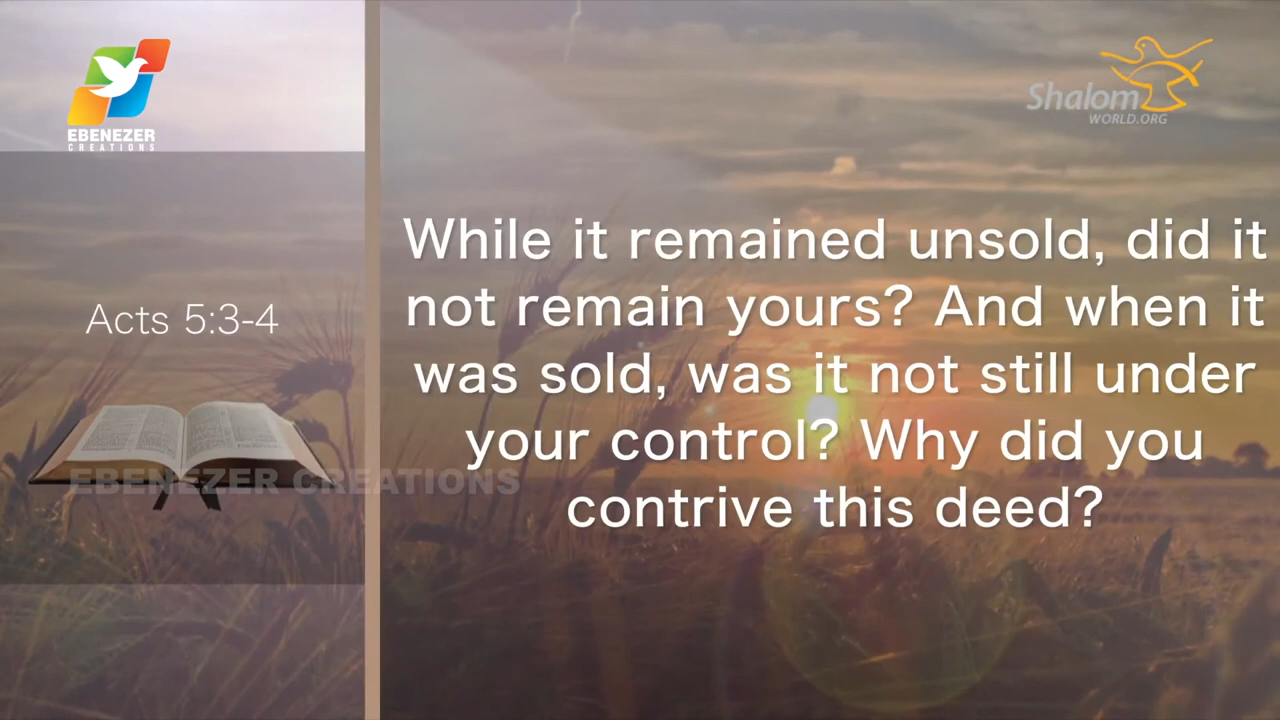 EBENEZER
CREATIONS
Shalom
WORLD.ORG
Acts 5:3-4
While it remained unsold, did it
not remain yours? And when it
was sold, was it not still under
your control? Why did you
contrive this deed?
EBENEZER CREATIONS